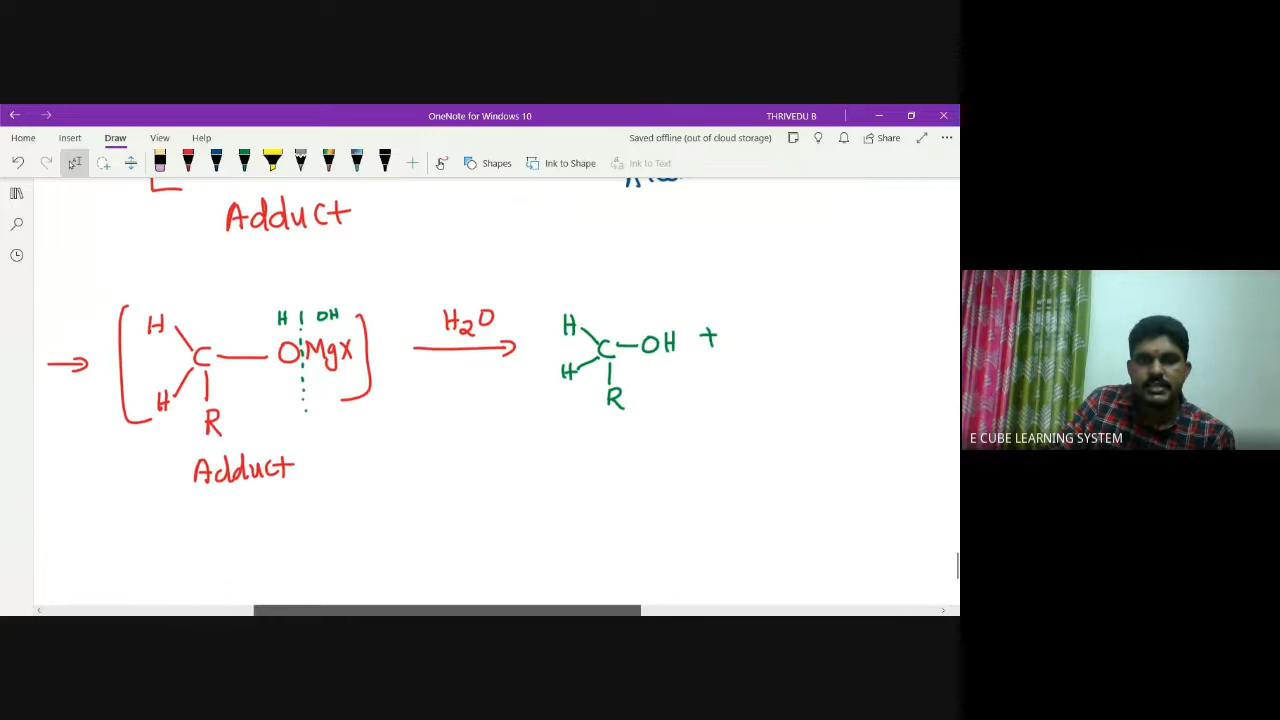 OneNote for Windows 10
THRIVEDU B
Home Insert Draw View Help
Saved offline (out of cloud storage) Share
Shapes Ink to Shape Ink to Text
Adduct
H H OH H2O H
C O MgX C OH +
H H
R R
Adduct
E CUBE LEARNING SYSTEM